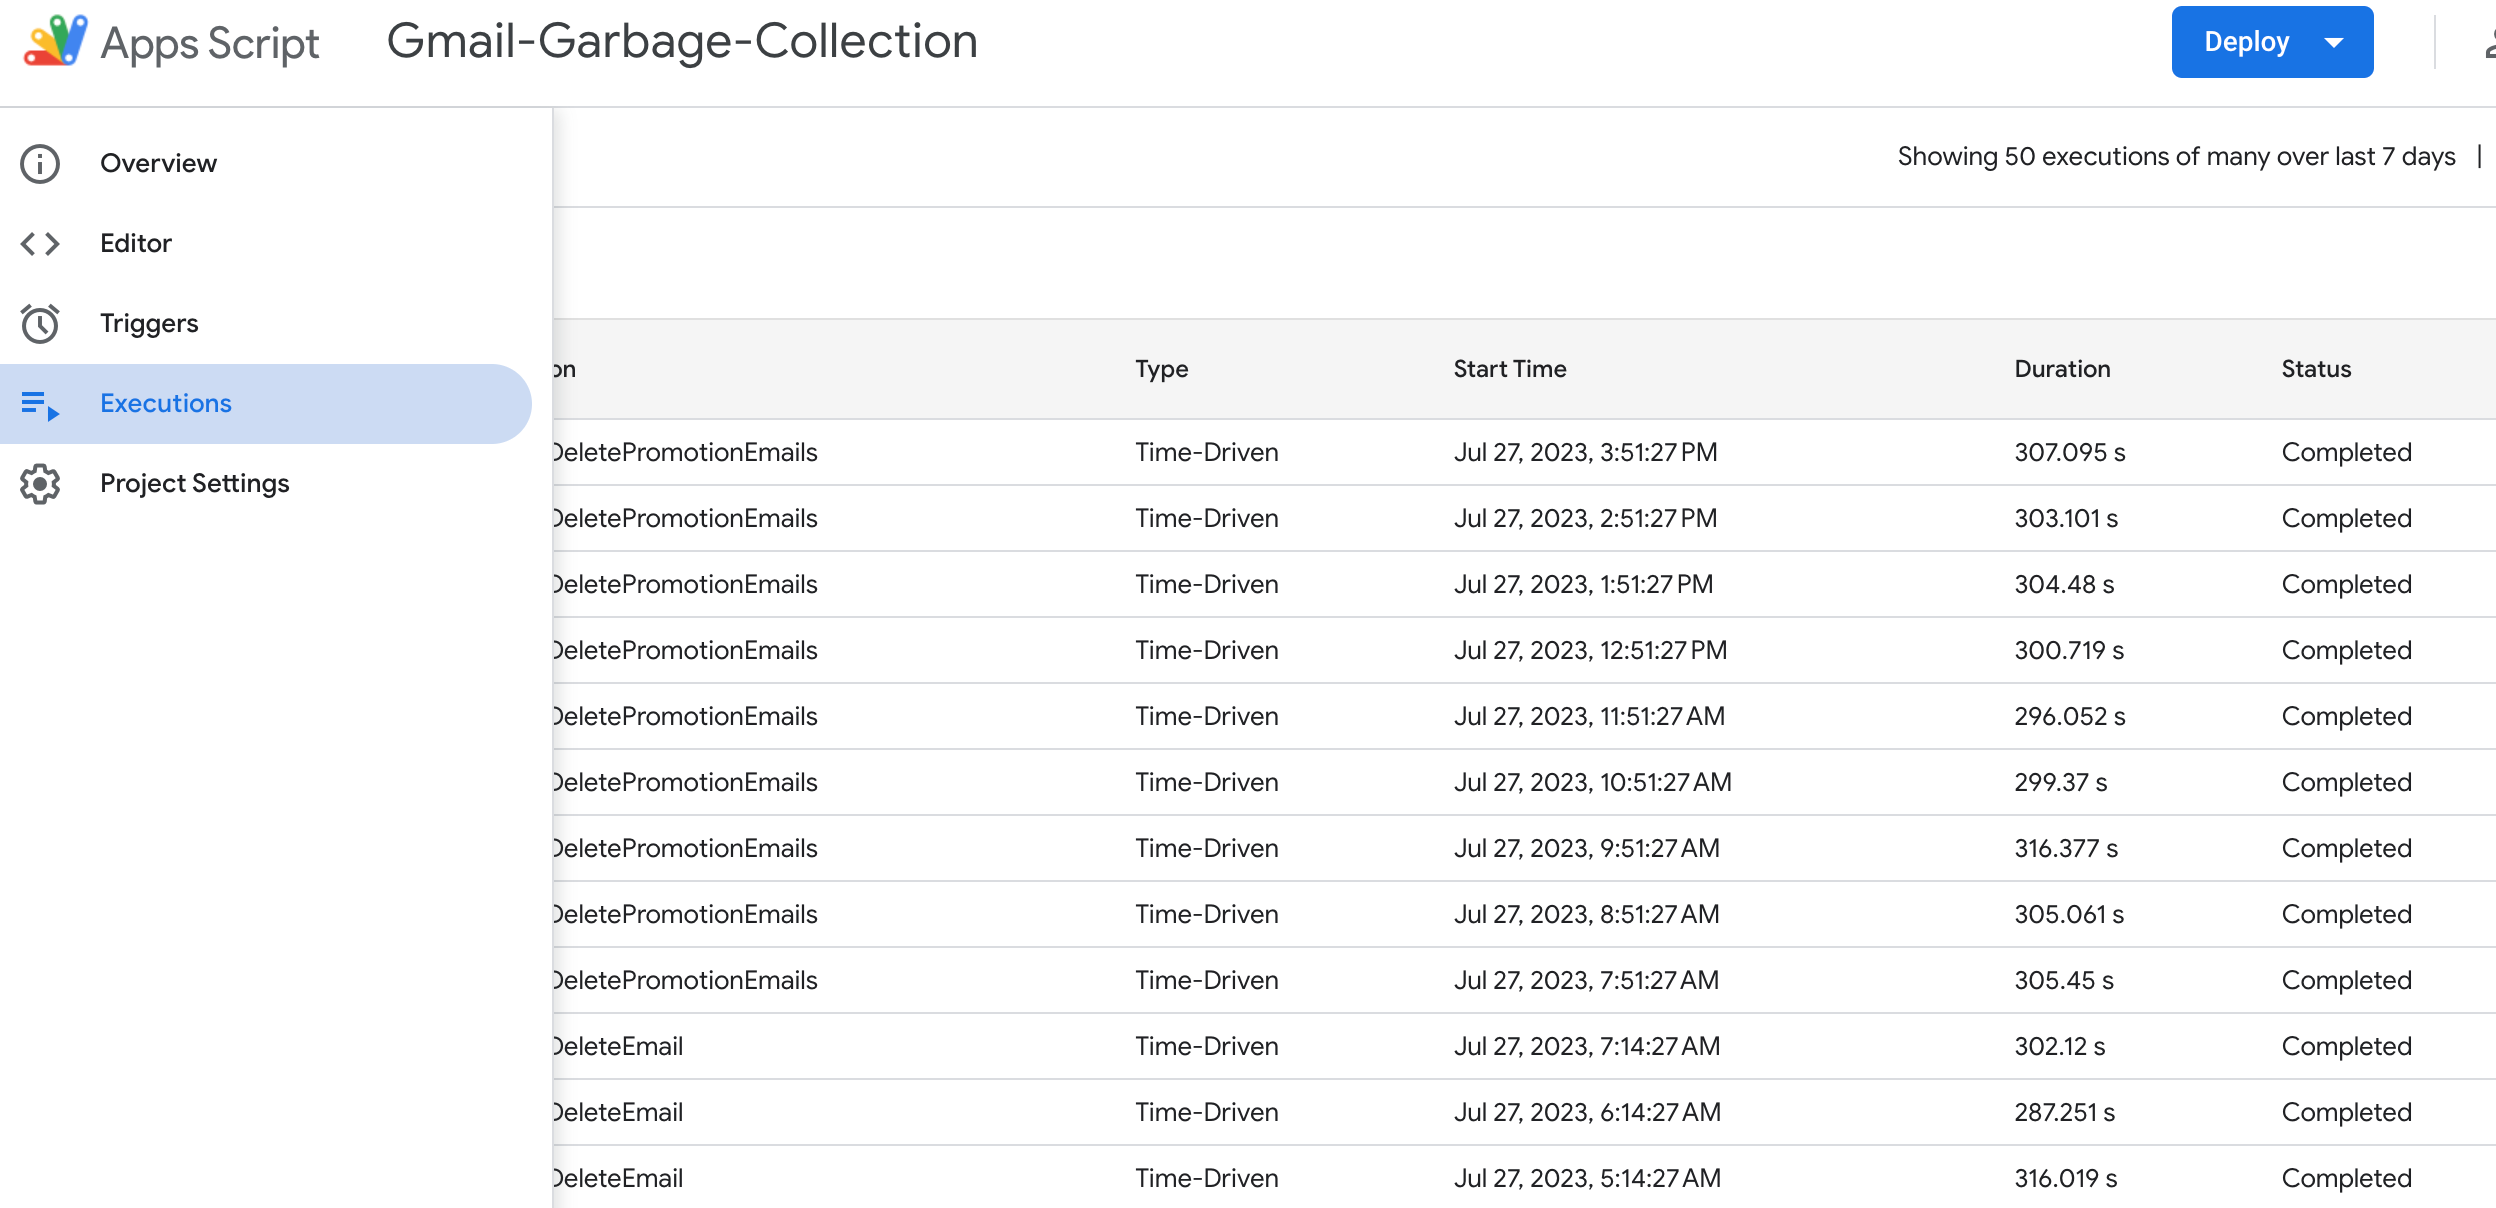 Apps Script Gmail-Garbage-Collection Deploy
Overview
Showing 50 executions of many over last 7 days |
Editor
Triggers
Executions
Project Settings
on Type Start Time Duration Status
DeletePromotionEmails Time-Driven Jul 27, 2023, 3:51:27 PM 307.095 s Completed
DeletePromotionEmails Time-Driven Jul 27, 2023, 2:51:27 PM 303.101 s Completed
DeletePromotionEmails Time-Driven Jul 27, 2023, 1:51:27 PM 304.48 s Completed
DeletePromotionEmails Time-Driven Jul 27, 2023, 12:51:27 PM 300.719 s Completed
DeletePromotionEmails Time-Driven Jul 27, 2023, 11:51:27 AM 296.052 s Completed
DeletePromotionEmails Time-Driven Jul 27, 2023, 10:51:27 AM 299.37 s Completed
DeletePromotionEmails Time-Driven Jul 27, 2023, 9:51:27 AM 316.377 s Completed
DeletePromotionEmails Time-Driven Jul 27, 2023, 8:51:27 AM 305.061 s Completed
DeletePromotionEmails Time-Driven Jul 27, 2023, 7:51:27 AM 305.45 s Completed
DeleteEmail Time-Driven Jul 27, 2023, 7:14:27 AM 302.12 s Completed
DeleteEmail Time-Driven Jul 27, 2023, 6:14:27 AM 287.251 s Completed
DeleteEmail Time-Driven Jul 27, 2023, 5:14:27 AM 316.019 s Completed